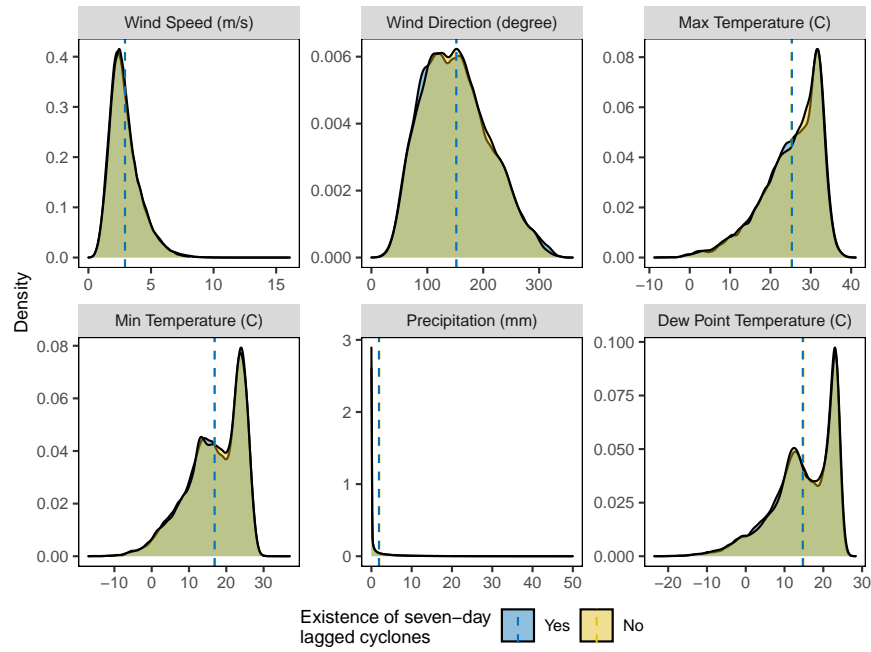 Wind Speed (m/s) Wind Direction (degree) Max Temperature (C)
0.4
0.3
0.2
0.1
0.0
0 5 10 15
0.006
0.004
0.002
0.000
0 100 200 300
0.08
0.06
0.04
0.02
0.00
−10 0 10 20 30 40
Density
Min Temperature (C) Precipitation (mm) Dew Point Temperature (C)
0.08
0.06
0.04
0.02
0.00
−10 0 10 20 30
3
2
1
0
0 10 20 30 40 50
0.100
0.075
0.050
0.025
0.000
−20 −10 0 10 20 30
Existence of seven−day
lagged cyclones
Yes No